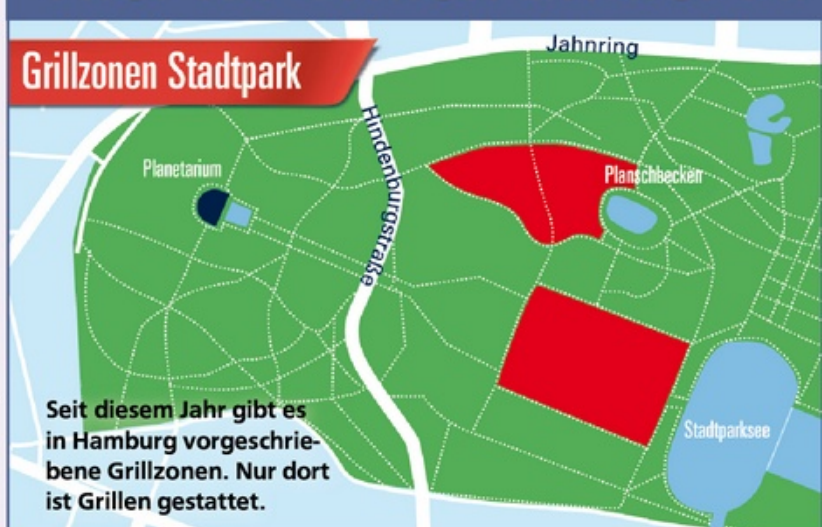 Grillzonen Stadtpark
Jahnring
Hindenburgstraße
Planetarium
Planschbecken
Stadtparksee
Seit diesem Jahr gibt es
in Hamburg vorgeschrie-
bene Grillzonen. Nur dort
ist Grillen gestattet.